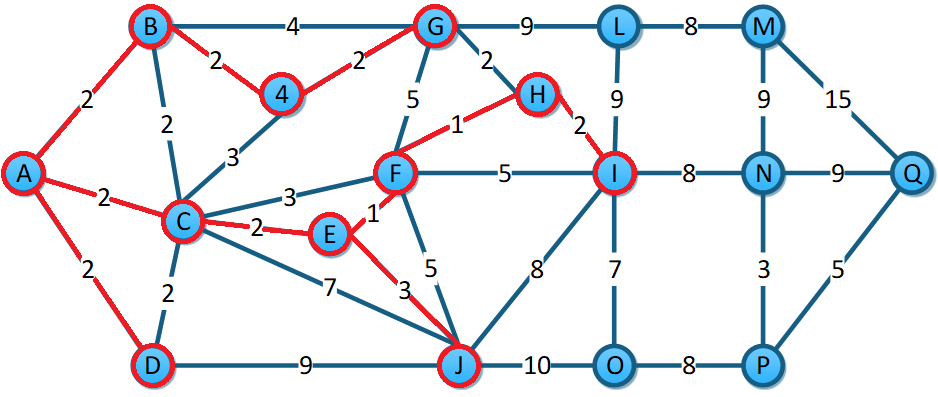 B 4 G 9 L 8 M
2 2 2
2 4 H 9 9 15
2 5
3 1 2
A F 5 I 8 N 9 Q
2 3
C 2 E 1
2 2 3 5 8 7 3 5
7
D 9 J 10 O 8 P